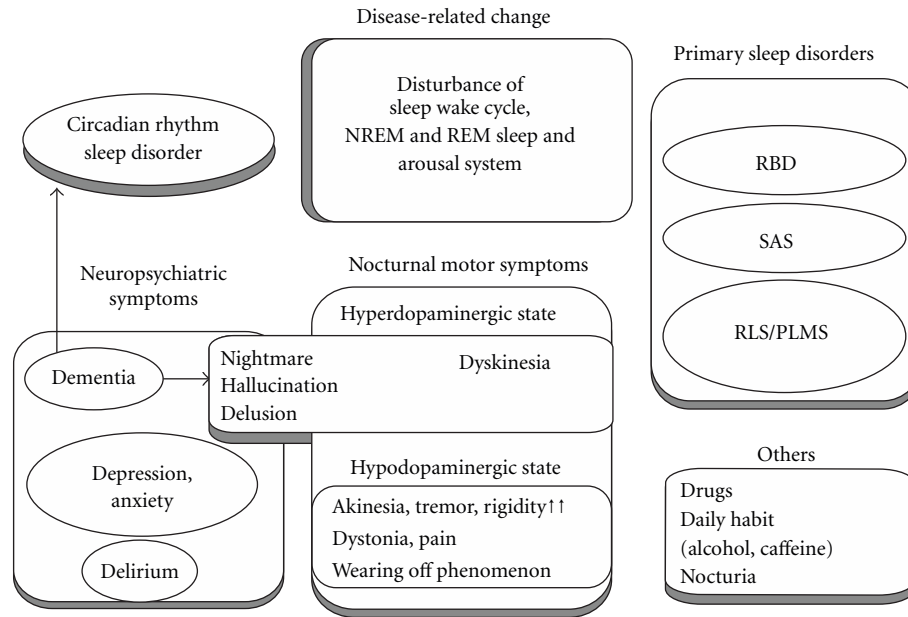 Disease-related change
Disturbance of
sleep wake cycle,
NREM and REM sleep and
arousal system
Primary sleep disorders
RBD
SAS
RLS/PLMS
Circadian rhythm
sleep disorder
Neuropsychiatric
symptoms
Dementia
Depression,
anxiety
Delirium
Nocturnal motor symptoms
Hyperdopaminergic state
Nightmare
Hallucination
Delusion
Dyskinesia
Hypodopaminergic state
Akinesia, tremor, rigidity↑↑
Dystonia, pain
Wearing off phenomenon
Others
Drugs
Daily habit
(alcohol, caffeine)
Nocturia